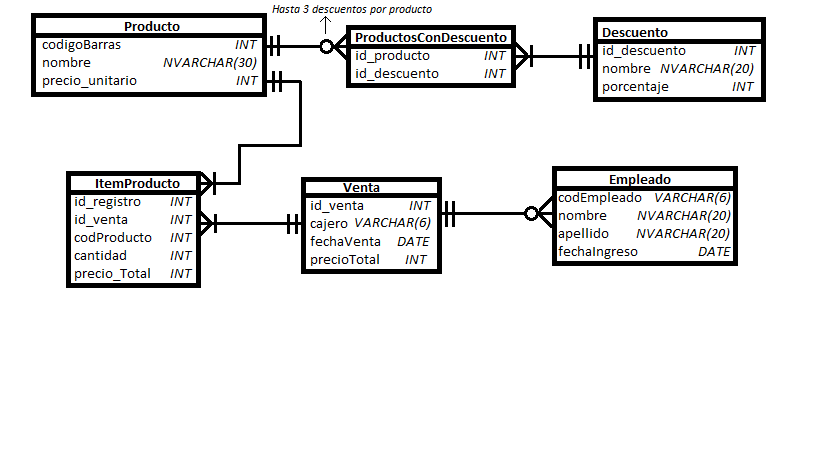 Hasta 3 descuentos por producto
Producto
codigoBarras INT
nombre NVARCHAR(30)
precio_unitario INT
ProductosConDescuento
id_producto INT
id_descuento INT
Descuento
id_descuento INT
nombre NVARCHAR(20)
porcentaje INT
ItemProducto
id_registro INT
id_venta INT
codProducto INT
cantidad INT
precio_Total INT
Venta
id_venta INT
cajero VARCHAR(6)
fechaVenta DATE
precioTotal INT
Empleado
codEmpleado VARCHAR(6)
nombre NVARCHAR(20)
apellido NVARCHAR(20)
fechaIngreso DATE